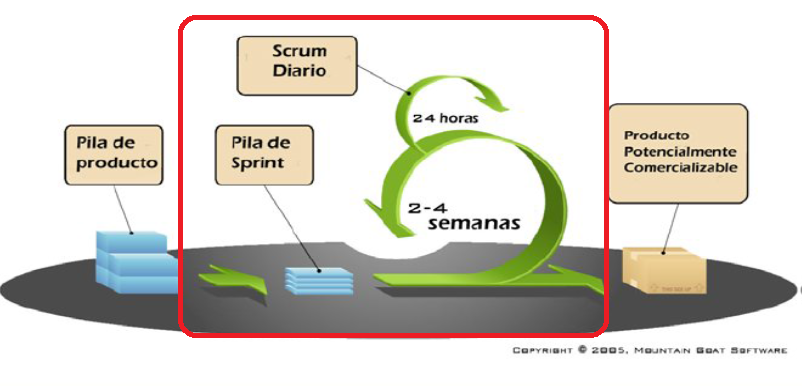 Scrum
Diario
24 horas
Pila de
producto
Pila de
Sprint
Producto
Potencialmente
Comercializable
2-4
semanas
COPYRIGHT © 2005, MOUNTAIN GOAT SOFTWARE